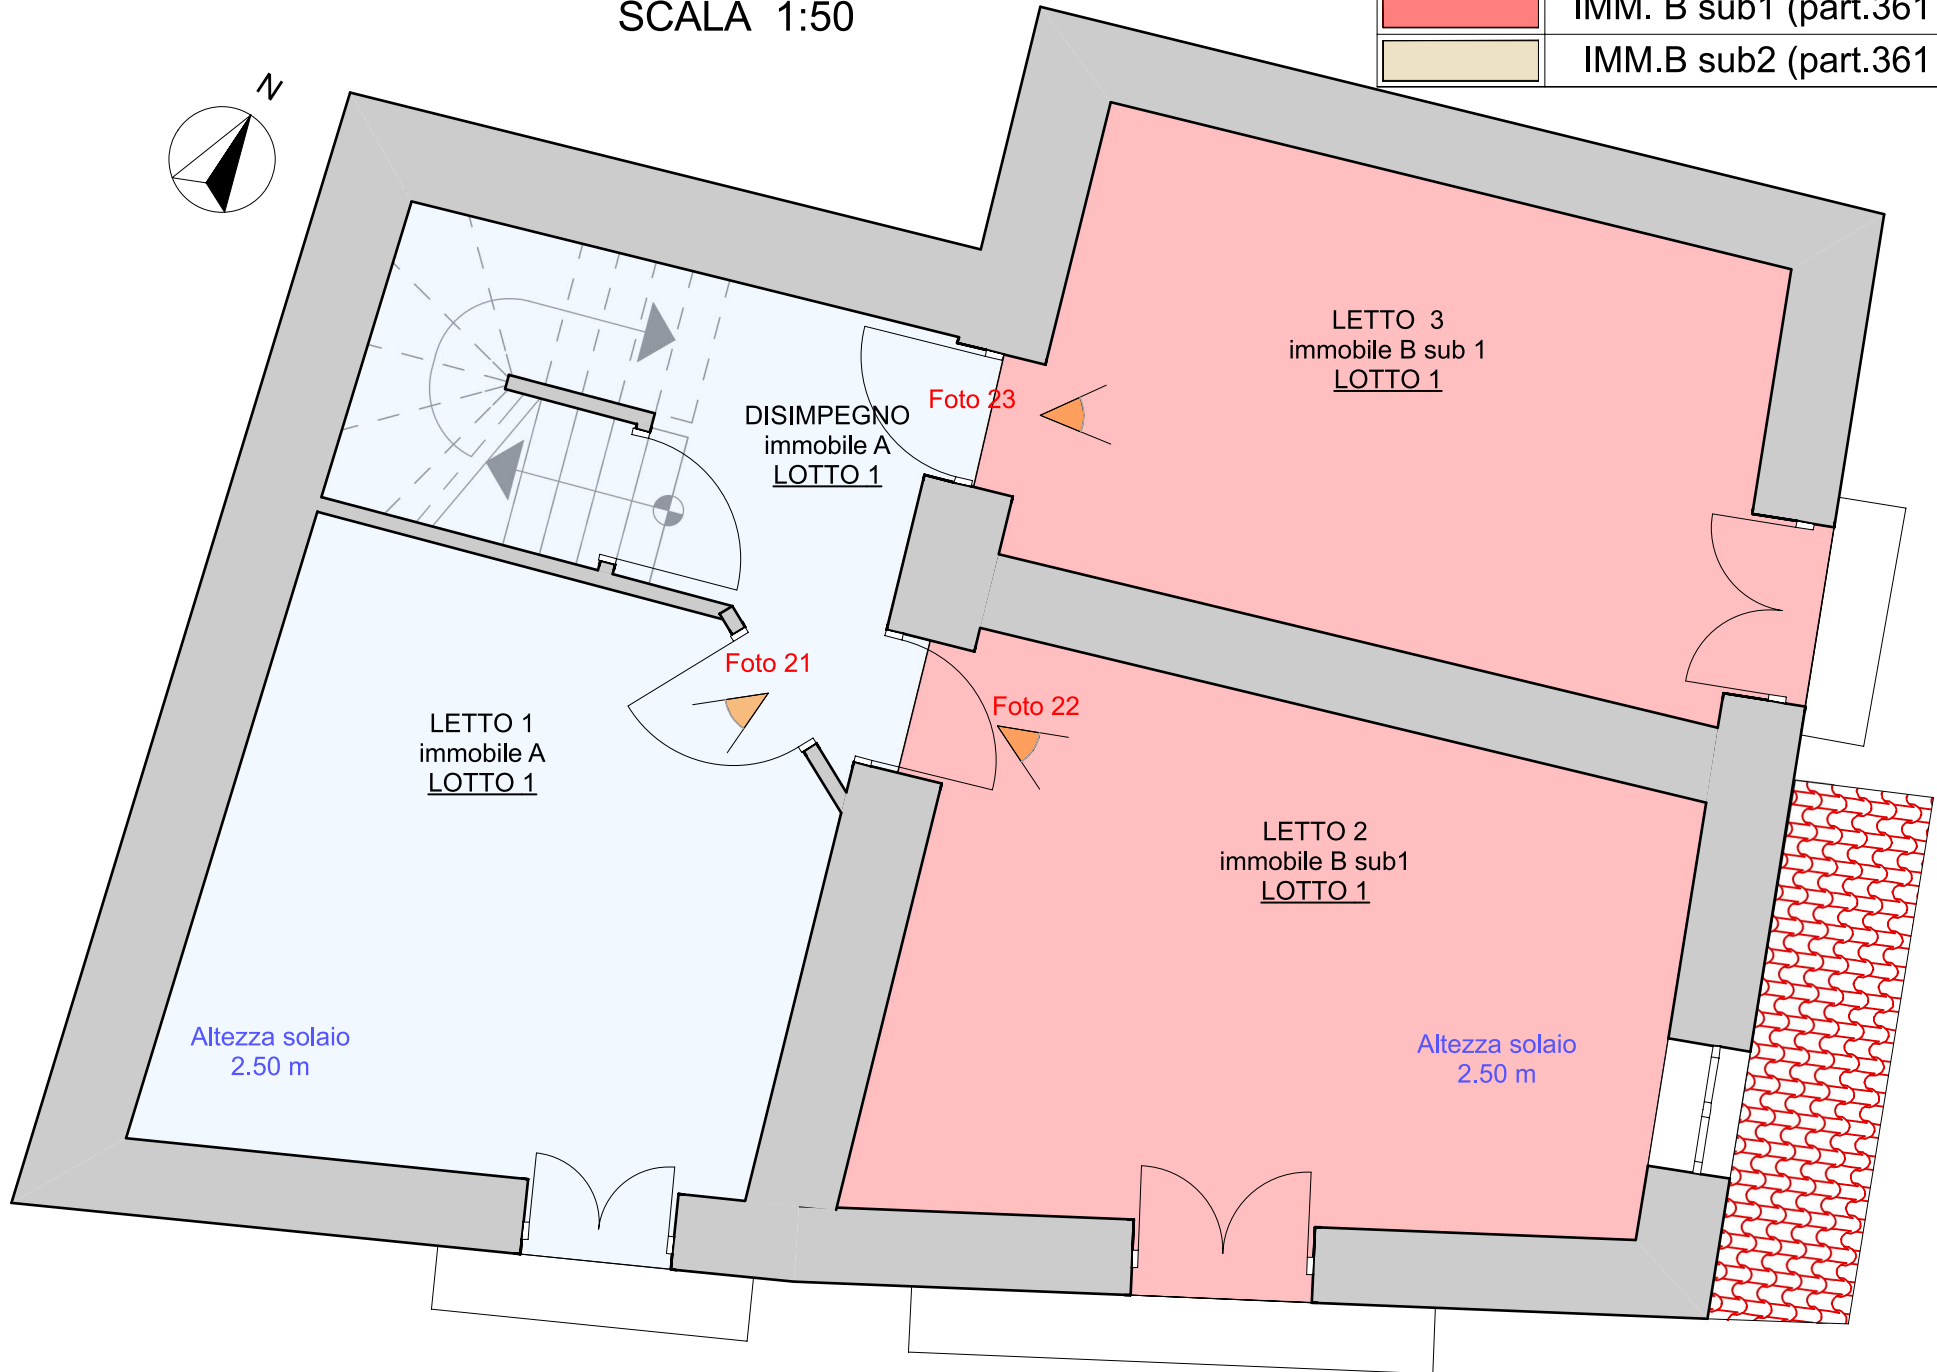 SCALA 1:50
IMM. B sub1 (part.361
IMM.B sub2 (part.361
N
LETTO 3
immobile B sub 1
LOTTO 1
Foto 23
DISIMPEGNO
immobile A
LOTTO 1
Foto 21
Foto 22
LETTO 1
immobile A
LOTTO 1
LETTO 2
immobile B sub1
LOTTO 1
Altezza solaio
2.50 m
Altezza solaio
2.50 m